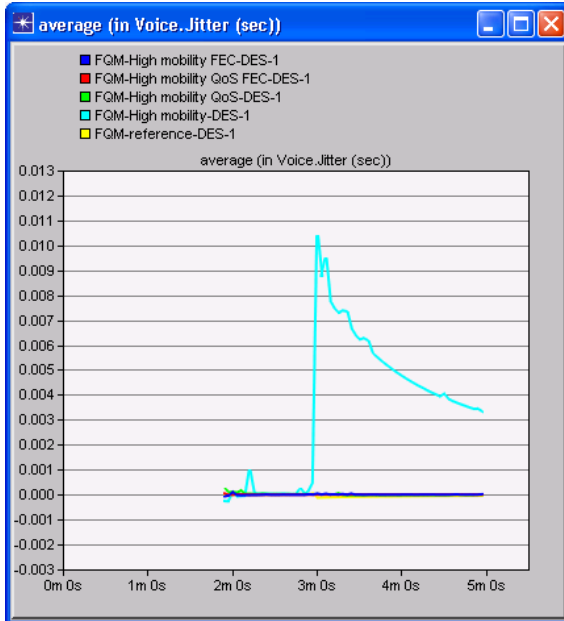 average (in Voice.Jitter (sec))
FQM-High mobility FEC-DES-1
FQM-High mobility QoS FEC-DES-1
FQM-High mobility QoS-DES-1
FQM-High mobility-DES-1
FQM-reference-DES-1
average (in Voice.Jitter (sec))
0.013
0.012
0.011
0.010
0.009
0.008
0.007
0.006
0.005
0.004
0.003
0.002
0.001
0.000
-0.001
-0.002
-0.003
0m 0s 1m 0s 2m 0s 3m 0s 4m 0s 5m 0s